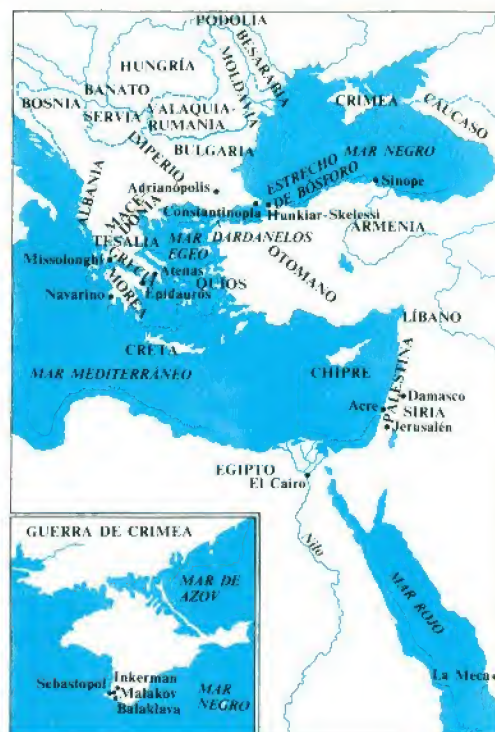 PODOLIA
BESARABIA
MOLDAVIA
HUNGRÍA
BANATO
BOSNIA
SERVIA
VALAQUIA-
RUMANIA
CRIMEA
CAUCASO
BULGARIA
IMPERIO
ESTRECHO
DE BÓSFORO
MAR NEGRO
Sinope
Adrianópolis
ALBANIA
MACE-
DONIA
Constantinopla
Hunkiar-Skelessi
ARMENIA
TESALIA
MAR
EGEO
DARDANELOS
OTOMANO
Missolonghi
GRECIA
Atenas
QUIOS
Navarino
MOREA
Epidauros
LÍBANO
CRETA
CHIPRE
MAR MEDITERRÁNEO
PALESTINA
Damasco
Acre
SIRIA
Jerusalén
EGIPTO
El Cairo
Nilo
MAR ROJO
La Meca
GUERRA DE CRIMEA
MAR DE
AZOV
Inkerman
Sebastopol
Malakov
Balaklava
MAR
NEGRO